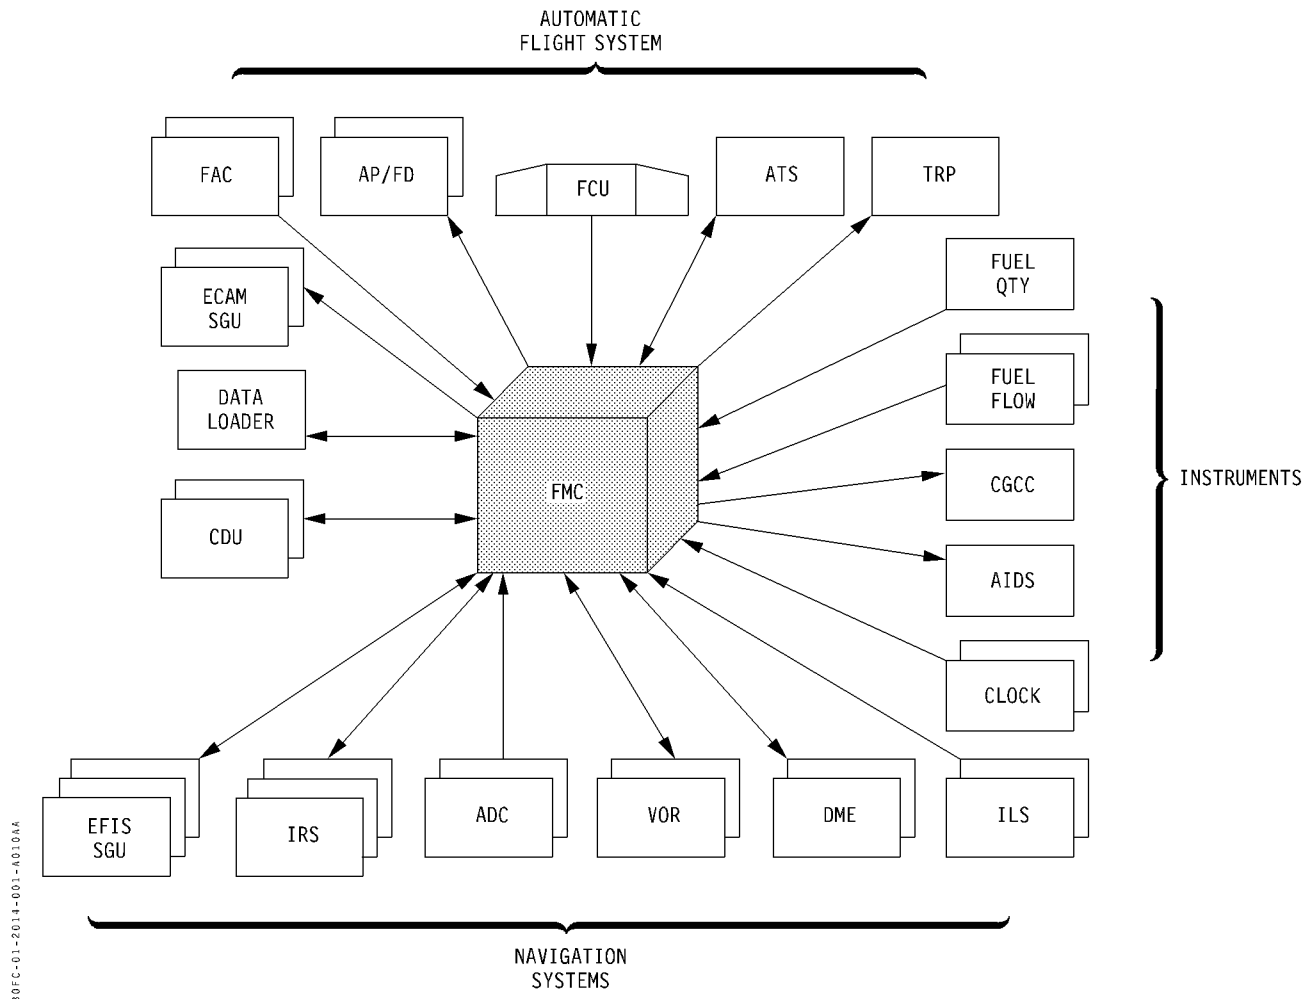 AUTOMATIC
FLIGHT SYSTEM
FAC
AP/FD
FCU
ATS
TRP
ECAM
SGU
FUEL
QTY
DATA
LOADER
FUEL
FLOW
FMC
CGCC
INSTRUMENTS
CDU
AIDS
CLOCK
EFIS
SGU
IRS
ADC
VOR
DME
ILS
NAVIGATION
SYSTEMS